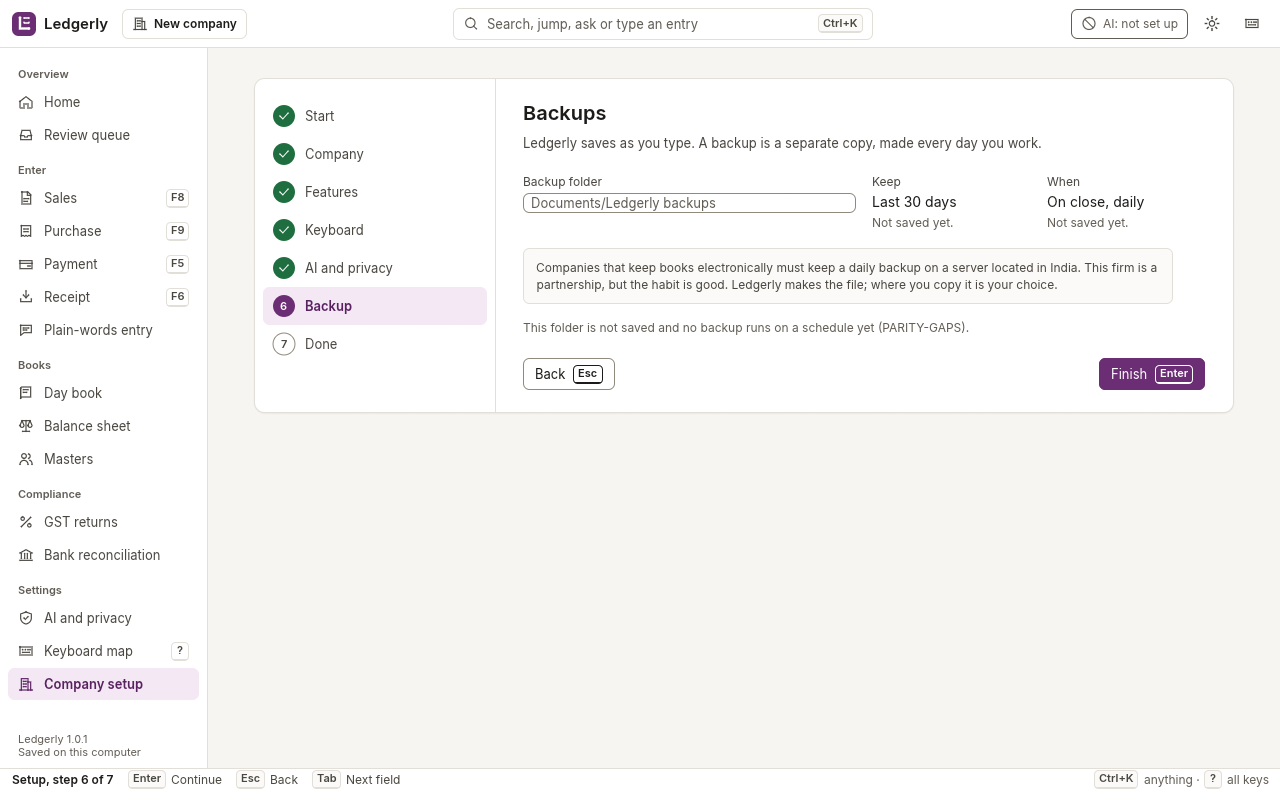 Ledgerly
New company
Search, jump, ask or type an entry
Ctrl+K
AI: not set up
Overview
Home
Review queue
Enter
Sales
F8
Purchase
F9
Payment
F5
Receipt
F6
Plain-words entry
Books
Day book
Balance sheet
Masters
Compliance
GST returns
Bank reconciliation
Settings
AI and privacy
Keyboard map
?
Company setup
Ledgerly 1.0.1
Saved on this computer
Start
Company
Features
Keyboard
AI and privacy
6 Backup
7 Done
Backups
Ledgerly saves as you type. A backup is a separate copy, made every day you work.
Backup folder
Documents/Ledgerly backups
Keep
Last 30 days
Not saved yet.
When
On close, daily
Not saved yet.
Companies that keep books electronically must keep a daily backup on a server located in India. This firm is a
partnership, but the habit is good. Ledgerly makes the file; where you copy it is your choice.
This folder is not saved and no backup runs on a schedule yet (PARITY-GAPS).
Back Esc
Finish Enter
Setup, step 6 of 7 Enter Continue Esc Back Tab Next field
Ctrl+K anything · ? all keys